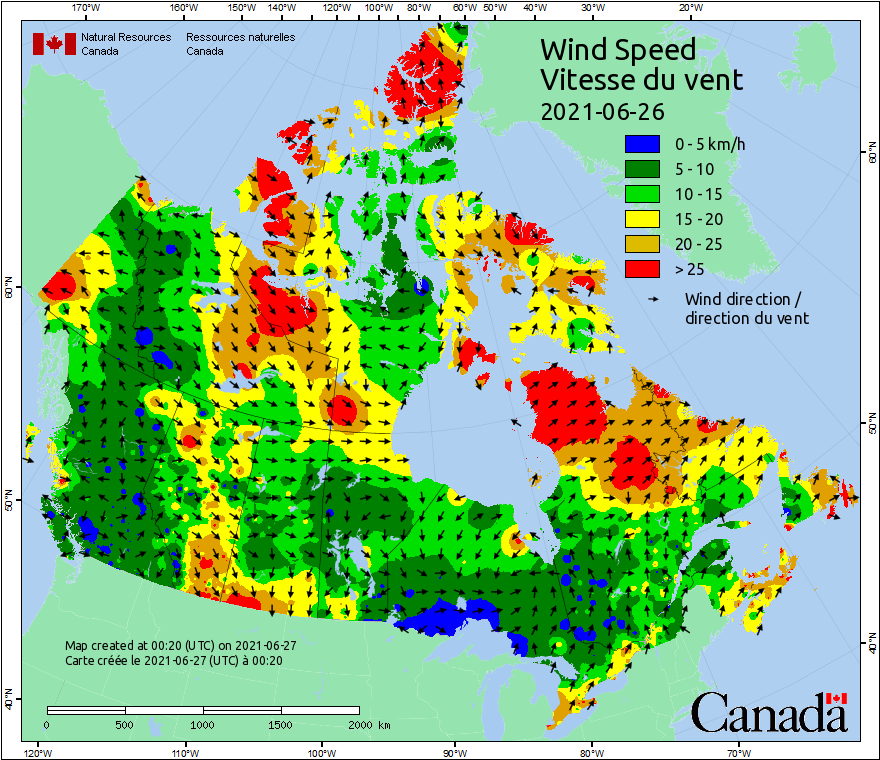 170°W 160°W 150°W 140°W 130°W 120°W 110°W 100°W 90°W 80°W 70°W 60°W 50°W 40°W 30°W 20°W
Natural Resources Canada
Ressources naturelles Canada
Wind Speed
Vitesse du vent
2021-06-26
0 - 5 km/h
5 - 10
10 - 15
15 - 20
20 - 25
> 25
Wind direction /
direction du vent
60°N
60°N
50°N
50°N
40°N
40°N
Map created at 00:20 (UTC) on 2021-06-27
Carte créée le 2021-06-27 (UTC) à 00:20
0 500 1000 1500 2000 km
Canada
120°W 110°W 100°W 90°W 80°W 70°W